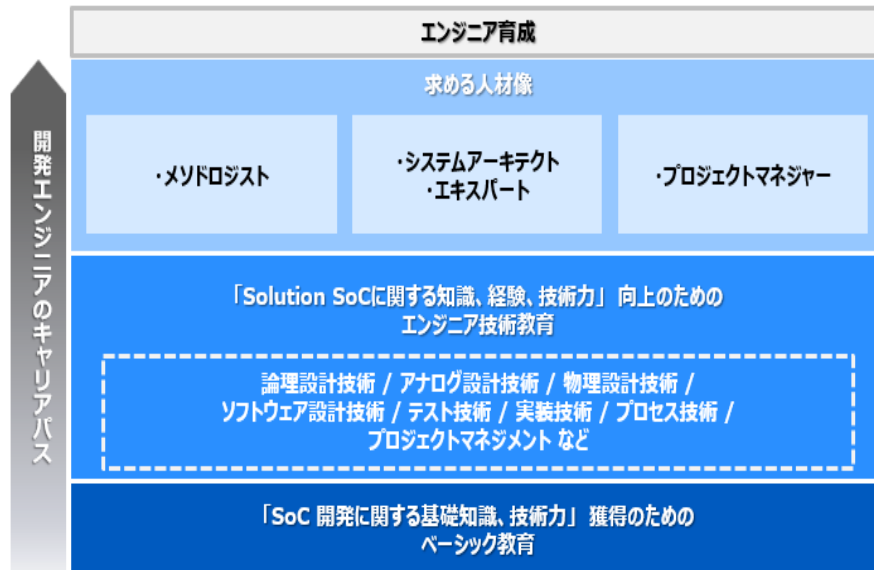 エンジニア育成
開発エンジニアのキャリアパス
求める人材像
・メソドロジスト
・システムアーキテクト
・エキスパート
・プロジェクトマネジャー
「Solution SoCに関する知識、経験、技術力」 向上のための
エンジニア技術教育
論理設計技術 / アナログ設計技術 / 物理設計技術 /
ソフトウェア設計技術 / テスト技術 / 実装技術 / プロセス技術 /
プロジェクトマネジメント など
「SoC 開発に関する基礎知識、技術力」 獲得のための
ベーシック教育